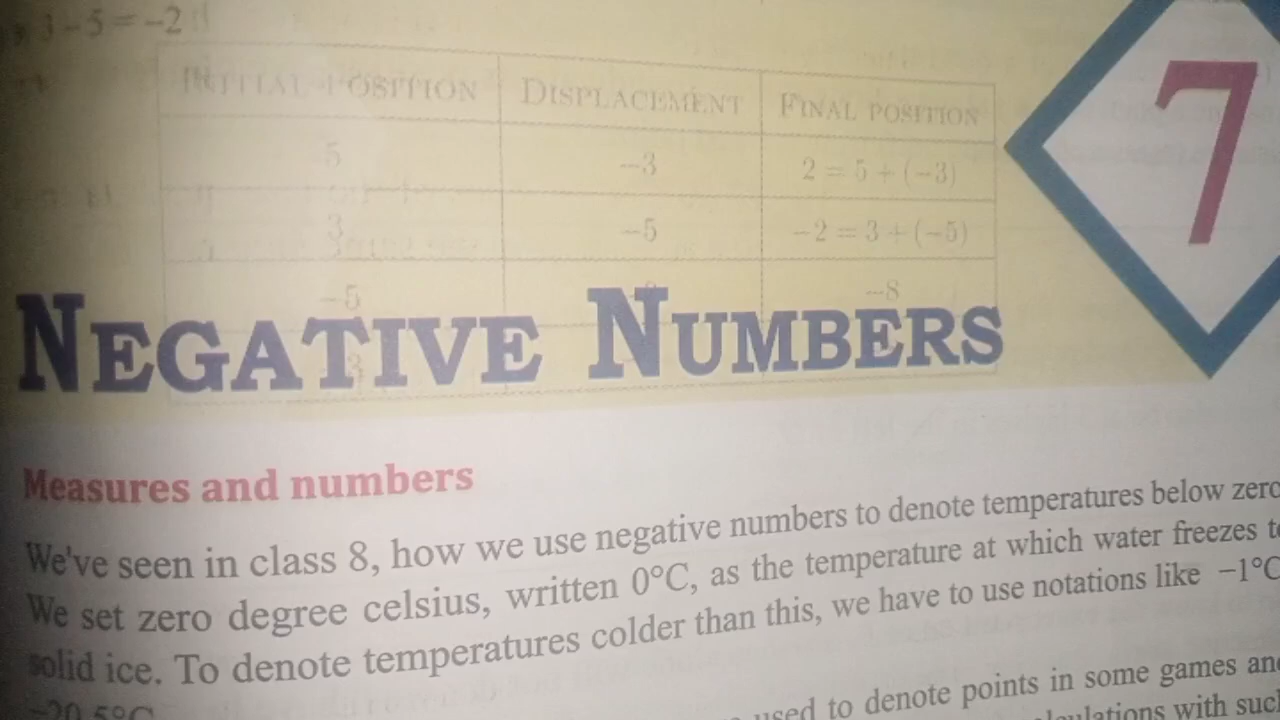 3-5=-2
INITIAL POSITION DISPLACEMENT FINAL POSITION
5 -3 2 = 5 + (-3)
3 -5 -2 = 3 + (-5)
-5 -8
7
NEGATIVE NUMBERS
Measures and numbers
We've seen in class 8, how we use negative numbers to denote temperatures below zero
We set zero degree celsius, written 0°C, as the temperature at which water freezes to
solid ice. To denote temperatures colder than this, we have to use notations like −1°C
−20.5°C
used to denote points in some games and
with such